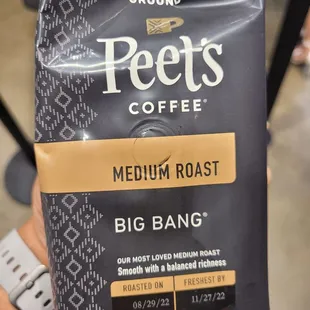 GROUND
Peet's
COFFEE®
MEDIUM ROAST
BIG BANG®
OUR MOST LOVED MEDIUM ROAST
Smooth with a balanced richness
ROASTED ON FRESHEST BY
08/29/22 11/27/22